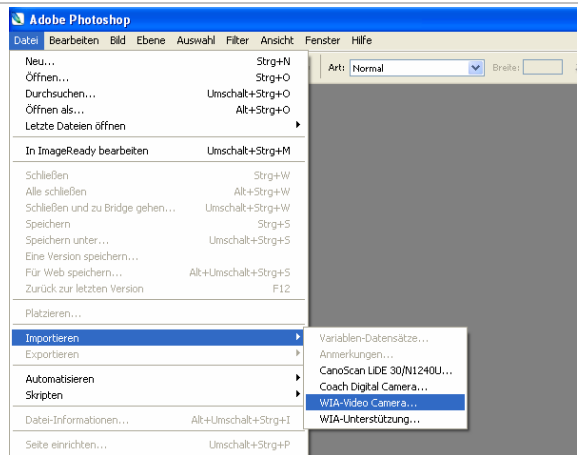 Adobe Photoshop
Datei Bearbeiten Bild Ebene Auswahl Filter Ansicht Fenster Hilfe
Art: Normal Breite:
Neu... Strg+N
Öffnen... Strg+O
Durchsuchen... Umschalt+Strg+O
Öffnen als... Alt+Strg+O
Letzte Dateien öffnen
In ImageReady bearbeiten Umschalt+Strg+M
Schließen Strg+W
Alle schließen Alt+Strg+W
Schließen und zu Bridge gehen... Umschalt+Strg+W
Speichern Strg+S
Speichern unter... Umschalt+Strg+S
Eine Version speichern...
Für Web speichern... Alt+Umschalt+Strg+S
Zurück zur letzten Version F12
Platzieren...
Importieren
Exportieren
Automatisieren
Skripten
Datei-Informationen... Alt+Umschalt+Strg+I
Seite einrichten... Umschalt+Strg+P
Variablen-Datensätze...
Anmerkungen...
CanoScan LiDE 30/N1240U...
Coach Digital Camera...
WIA-Video Camera...
WIA-Unterstützung...